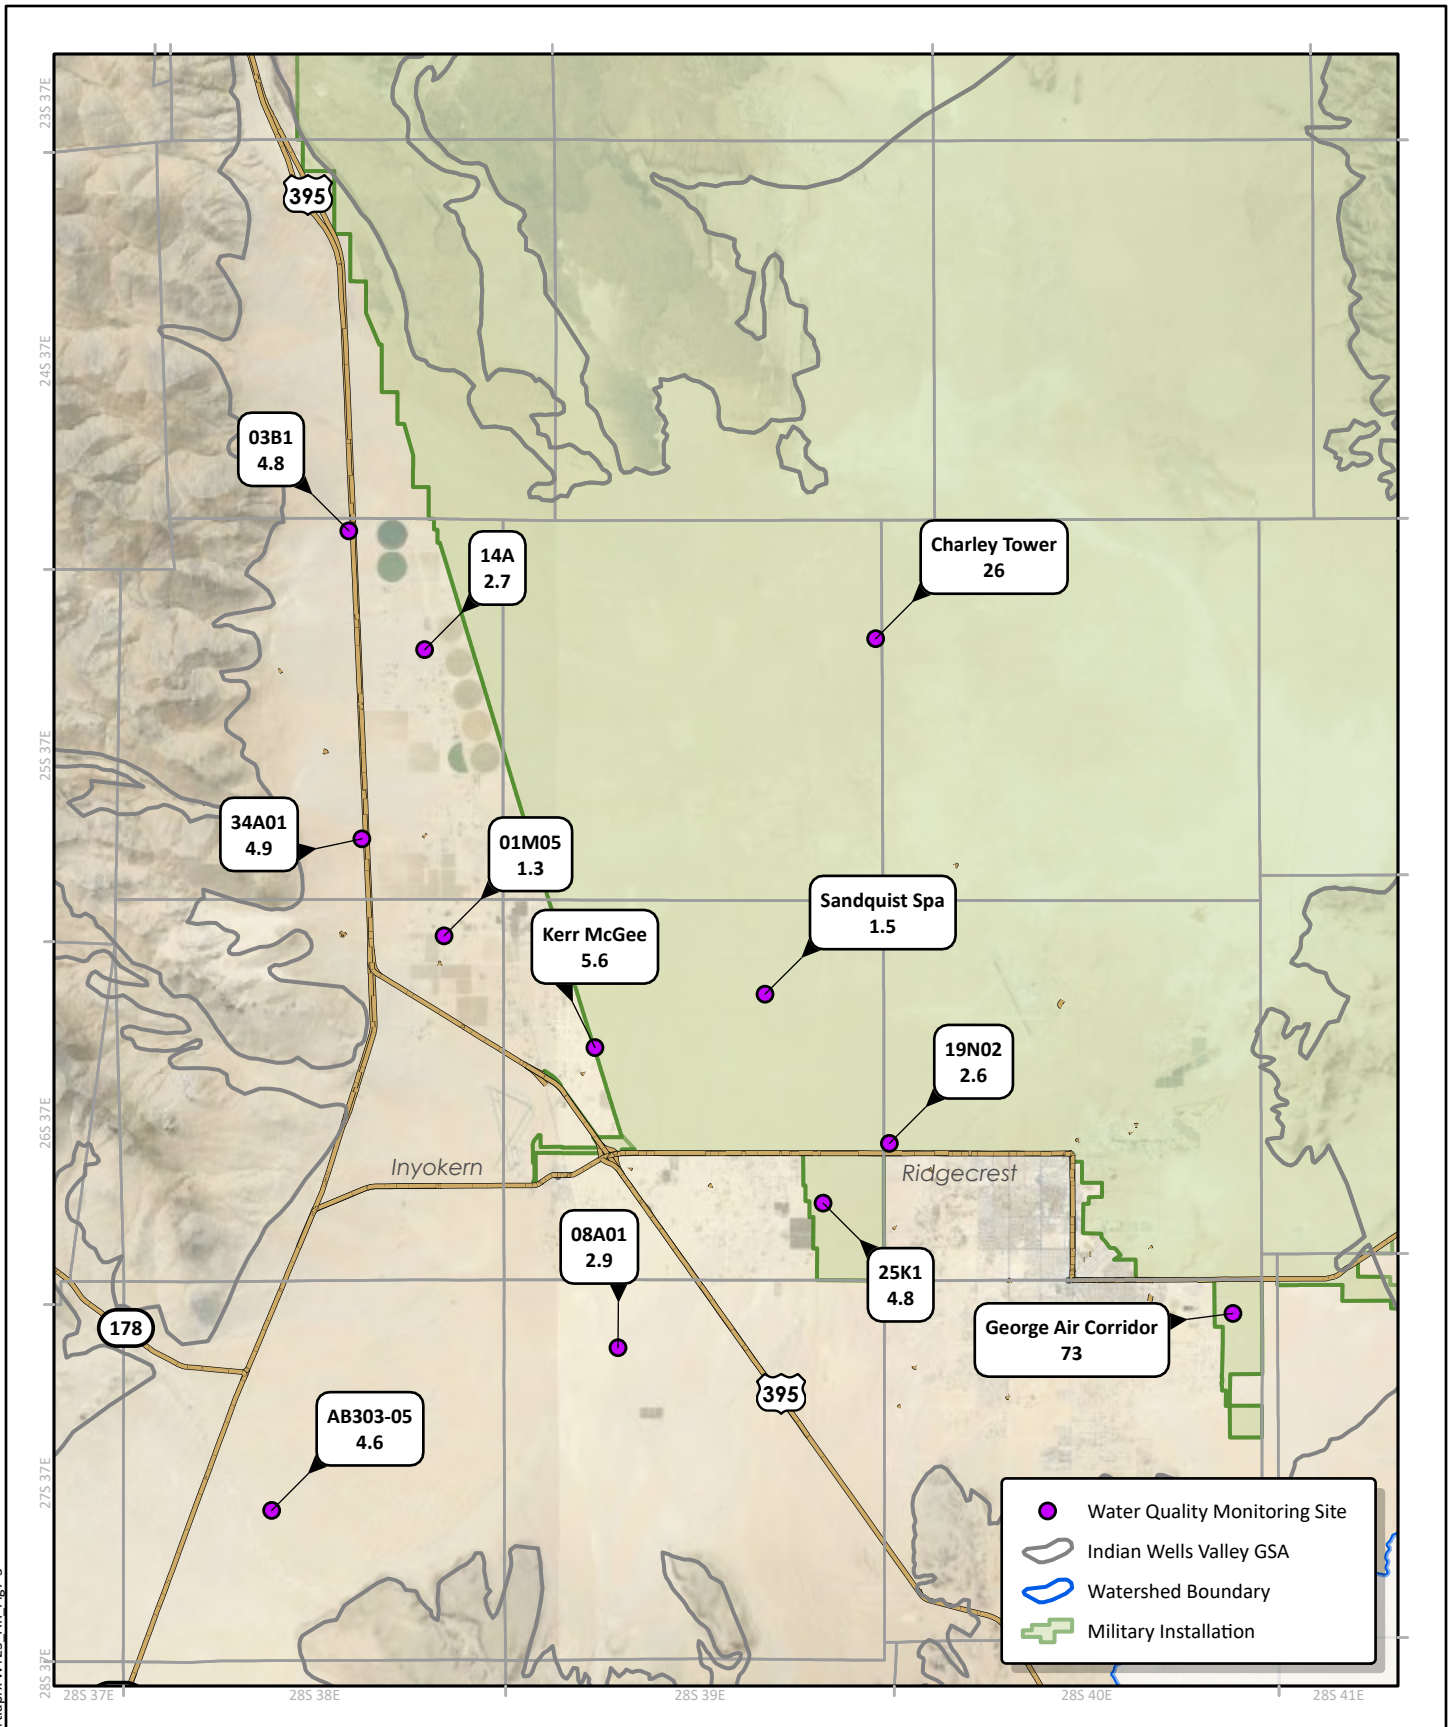 23S 37E
395
24S 37E
03B1
4.8
14A
2.7
Charley Tower
26
25S 37E
34A01
4.9
01M05
1.3
Sandquist Spa
1.5
Kerr McGee
5.6
19N02
2.6
26S 37E
Inyokern
Ridgecrest
08A01
2.9
25K1
4.8
178
George Air Corridor
73
395
AB303-05
4.6
27S 37E
Water Quality Monitoring Site
Indian Wells Valley GSA
Watershed Boundary
Military Installation
28S 37E
28S 37E
28S 38E
28S 39E
28S 40E
28S 41E